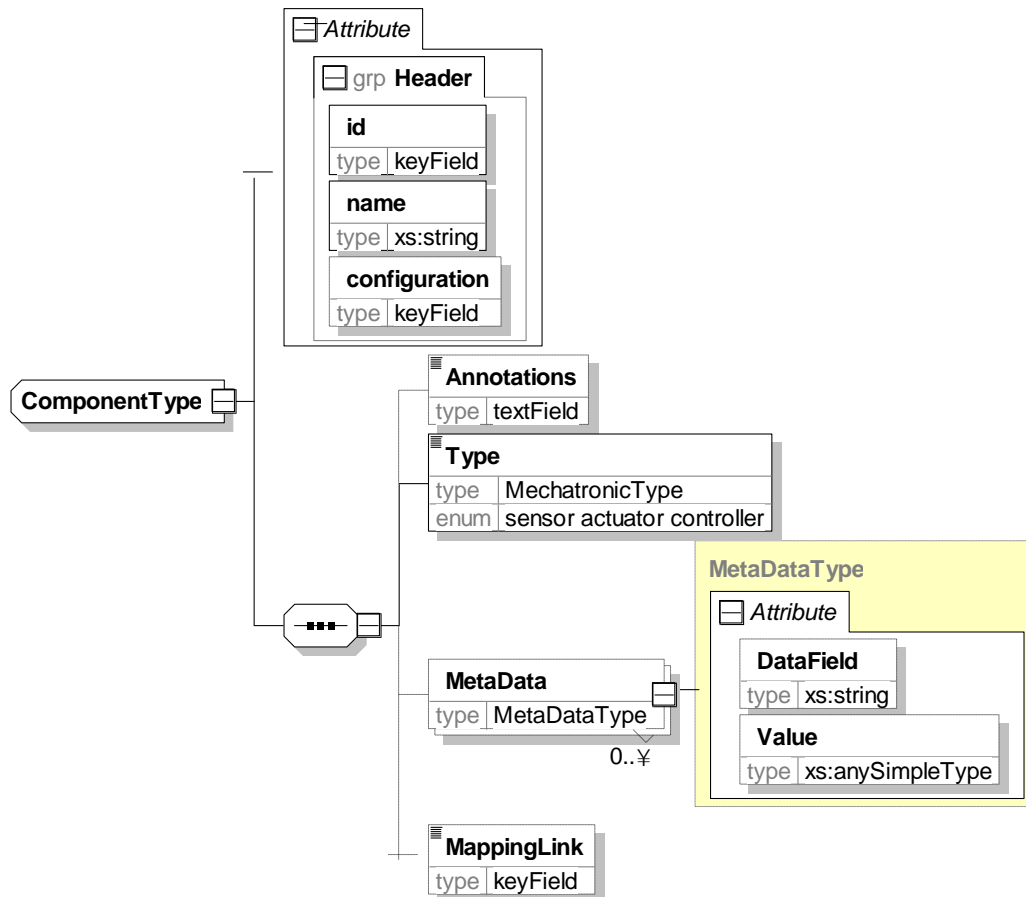 Attribute
grp Header
id
type keyField
name
type xs:string
configuration
type keyField
ComponentType
Annotations
type textField
Type
type MechatronicType
enum sensor actuator controller
MetaDataType
Attribute
DataField
type xs:string
Value
type xs:anySimpleType
MetaData
type MetaDataType
0..¥
MappingLink
type keyField